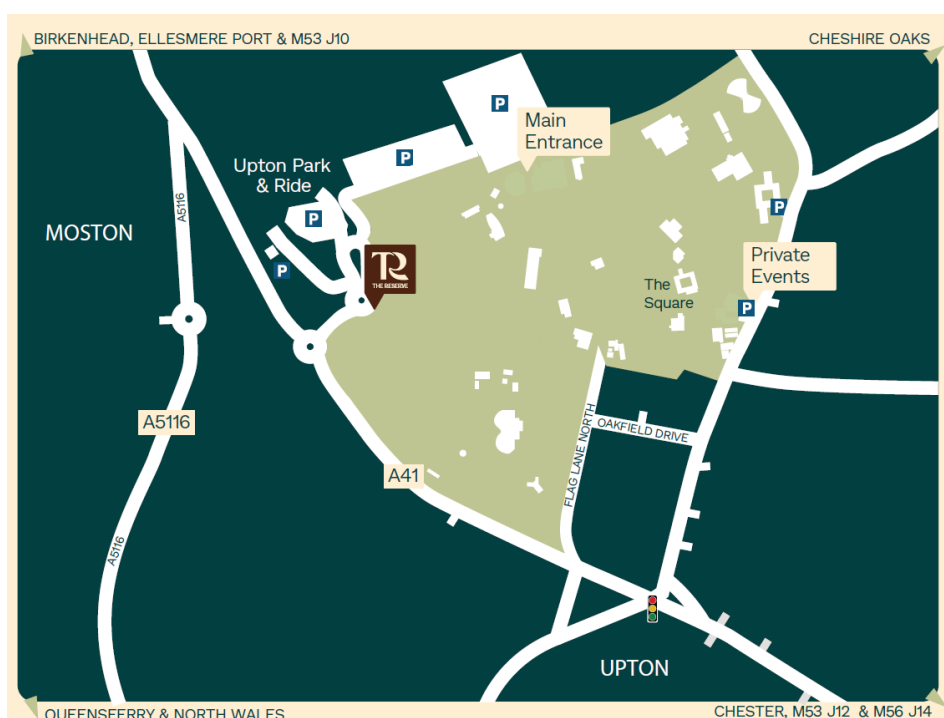 BIRKENHEAD, ELLESMERE PORT & M53 J10
CHESHIRE OAKS
P
Main
Entrance
P
Upton Park
& Ride
A5116
P
P
MOSTON
P
TR
THE RESERVE
Private
Events
The
Square
P
A5116
FLAG LANE NORTH
OAKFIELD DRIVE
A41
A5116
UPTON
QUEENSFERRY & NORTH WALES
CHESTER, M53 J12 & M56 J14